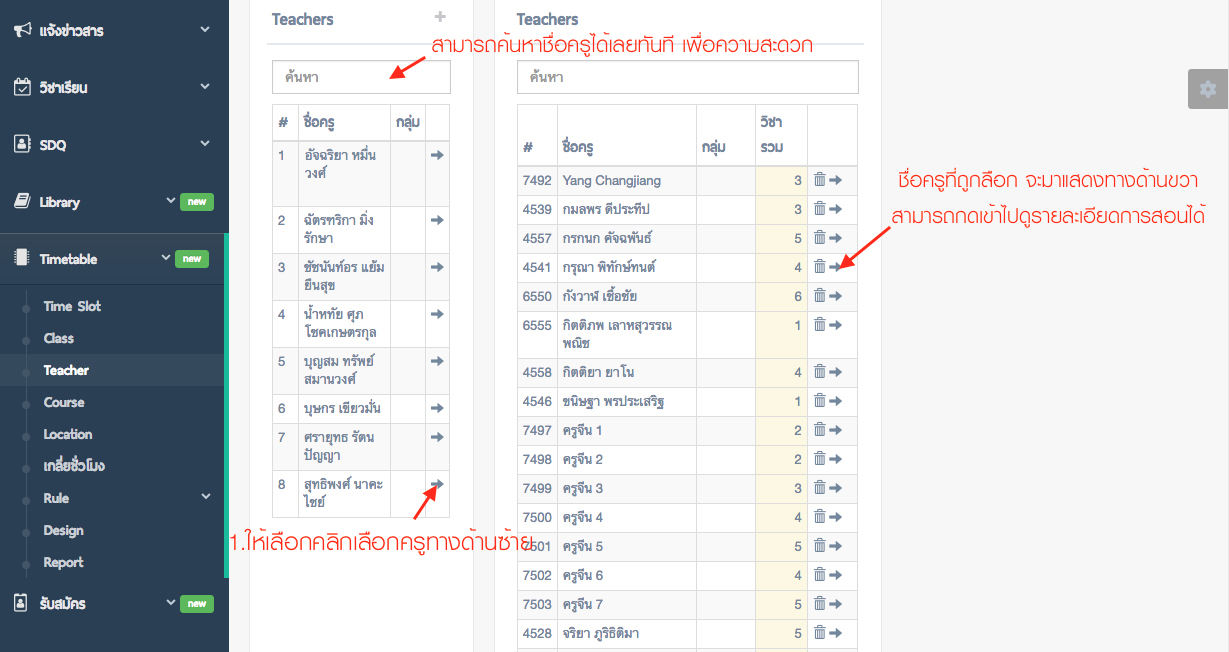 แจ้งข่าวสาร
วิชาเรียน
SDQ
Library new
Timetable new
Time Slot
Class
Teacher
Course
Location
เกลี่ยชั่วโมง
Rule
Design
Report
รับสมัคร new
Teachers +
สามารถค้นหาชื่อครูได้เลยทันที เพื่อความสะดวก
ค้นหา
# ชื่อครู กลุ่ม
1 อัจฉริยา หมื่น
วงศ์
2 ฉัตรทริกา มิ่ง
รักษา
3 ชัชนันท์อร แย้ม
ยืนสุข
4 น้ำหทัย ศุภ
โชคเกษตรกุล
5 บุญสม ทรัพย์
สมานวงศ์
6 บุษกร เขียวมั่น
7 ศรายุทธ รัตน
ปัญญา
8 สุทธิพงศ์ นาคะ
ไชย์
1.ให้เลือกคลิกเลือกครูทางด้านซ้าย
Teachers
ค้นหา
# ชื่อครู กลุ่ม วิชา
รวม
7492 Yang Changjiang 3
4539 กมลพร ดีประทีป 3
4557 กรกนก คัจฉพันธ์ 5
4541 กรุณา พิทักษ์ทนต์ 4
6550 กังวาฬ เชื้อชัย 6
6555 กิตติภพ เลาหสุวรรณ
พณิช 1
4558 กิตติยา ยาโน 4
4546 ขนิษฐา พรประเสริฐ 1
7497 ครูจีน 1 2
7498 ครูจีน 2 2
7499 ครูจีน 3 3
7500 ครูจีน 4 4
7501 ครูจีน 5 5
7502 ครูจีน 6 4
7503 ครูจีน 7 5
4528 จริยา ภูริธิติมา 5
ชื่อครูที่ถูกลือก จะมาแสดงทางด้านขวา
สามารถกดเข้าไปดูรายละเอียดการสอนได้